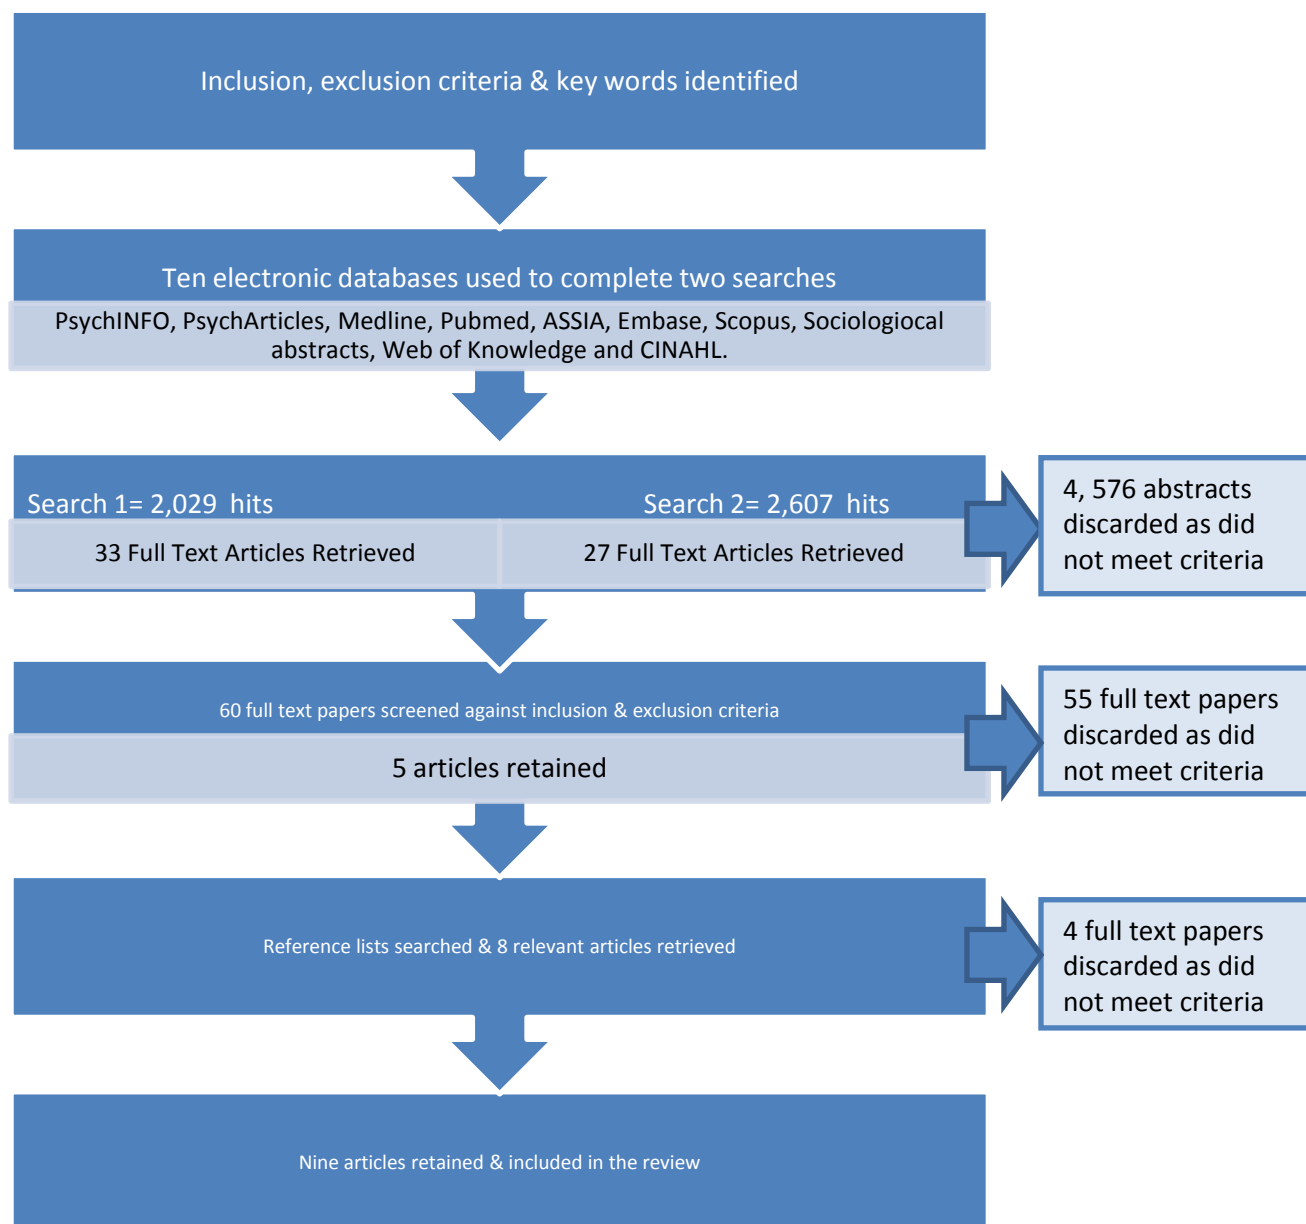 Inclusion, exclusion criteria & key words identified
Ten electronic databases used to complete two searches
PsychINFO, PsychArticles, Medline, Pubmed, ASSIA, Embase, Scopus, Sociologiocal
abstracts, Web of Knowledge and CINAHL.
Search 1= 2,029 hits
Search 2= 2,607 hits
33 Full Text Articles Retrieved
27 Full Text Articles Retrieved
4, 576 abstracts
discarded as did
not meet criteria
60 full text papers screened against inclusion & exclusion criteria
5 articles retained
55 full text papers
discarded as did
not meet criteria
Reference lists searched & 8 relevant articles retrieved
4 full text papers
discarded as did
not meet criteria
Nine articles retained & included in the review